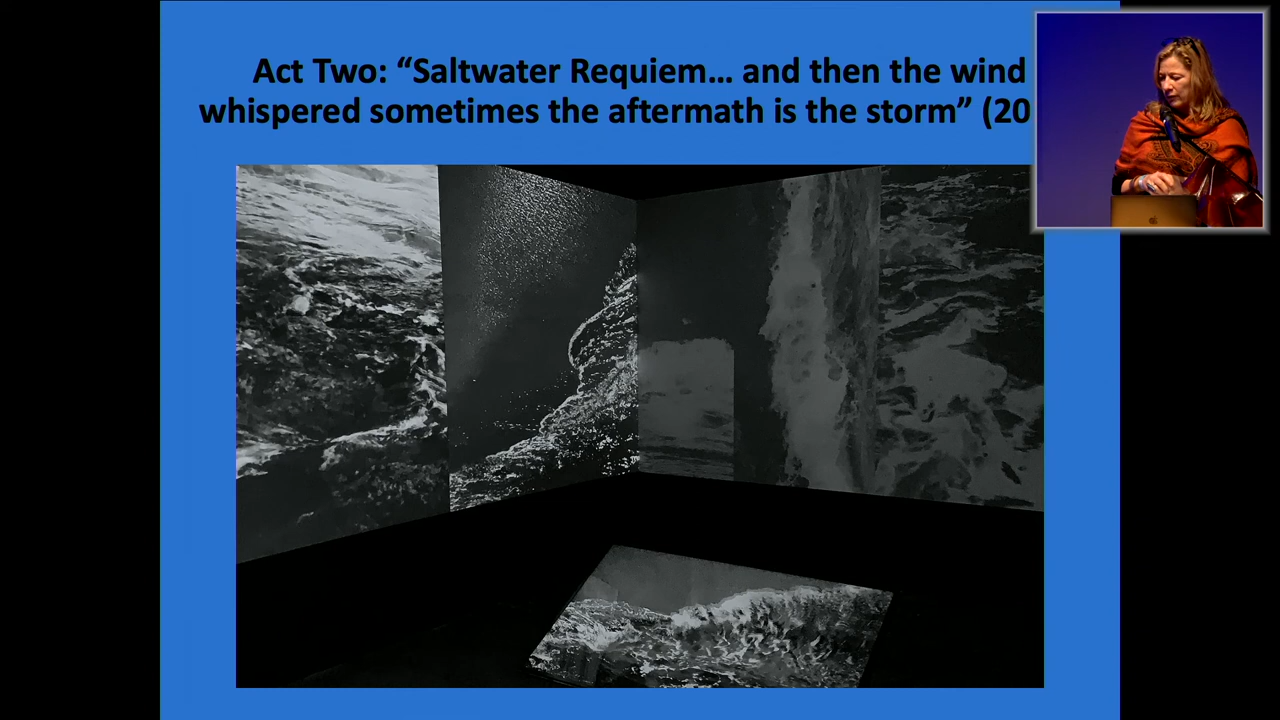 Act Two: “Saltwater Requiem… and then the wind
whispered sometimes the aftermath is the storm” (20